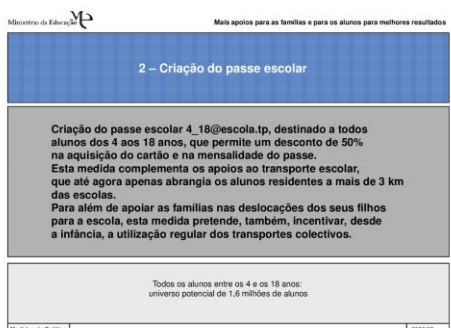 Ministério da Educação
Mais apoios para as famílias e para os alunos para melhores resultados
2 – Criação do passe escolar
Criação do passe escolar 4_18@escola.tp, destinado a todos
alunos dos 4 aos 18 anos, que permite um desconto de 50%
na aquisição do cartão e na mensalidade do passe.
Esta medida complementa os apoios ao transporte escolar,
que até agora apenas abrangia os alunos residentes a mais de 3 km
das escolas.
Para além de apoiar as famílias nas deslocações dos seus filhos
para a escola, esta medida pretende, também, incentivar, desde
a infância, a utilização regular dos transportes colectivos.
Todos os alunos entre os 4 e os 18 anos:
universo potencial de 1,6 milhões de alunos